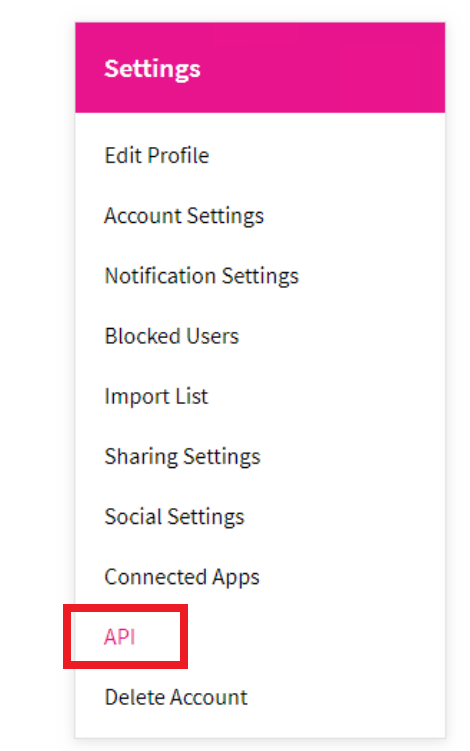 Settings
Edit Profile
Account Settings
Notification Settings
Blocked Users
Import List
Sharing Settings
Social Settings
Connected Apps
API
Delete Account